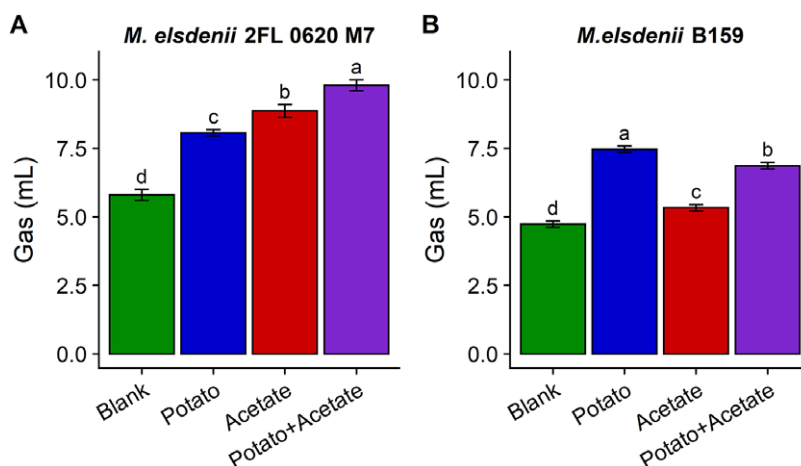 A
M. elsdenii 2FL 0620 M7
Gas (mL)
10.0
7.5
5.0
2.5
0.0
d
c
b
a
Blank
Potato
Acetate
Potato+Acetate
B
M.elsdenii B159
Gas (mL)
10.0
7.5
5.0
2.5
0.0
d
a
c
b
Blank
Potato
Acetate
Potato+Acetate